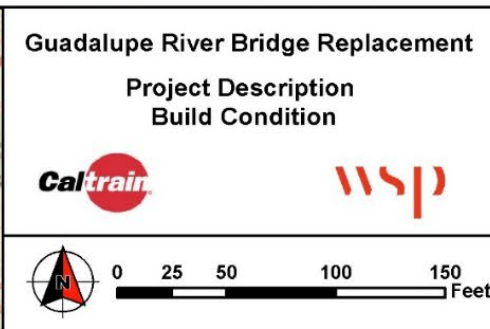 Guadalupe River Bridge Replacement
Project Description
Build Condition
Caltrain
wsp
N
0 25 50 100 150
Feet